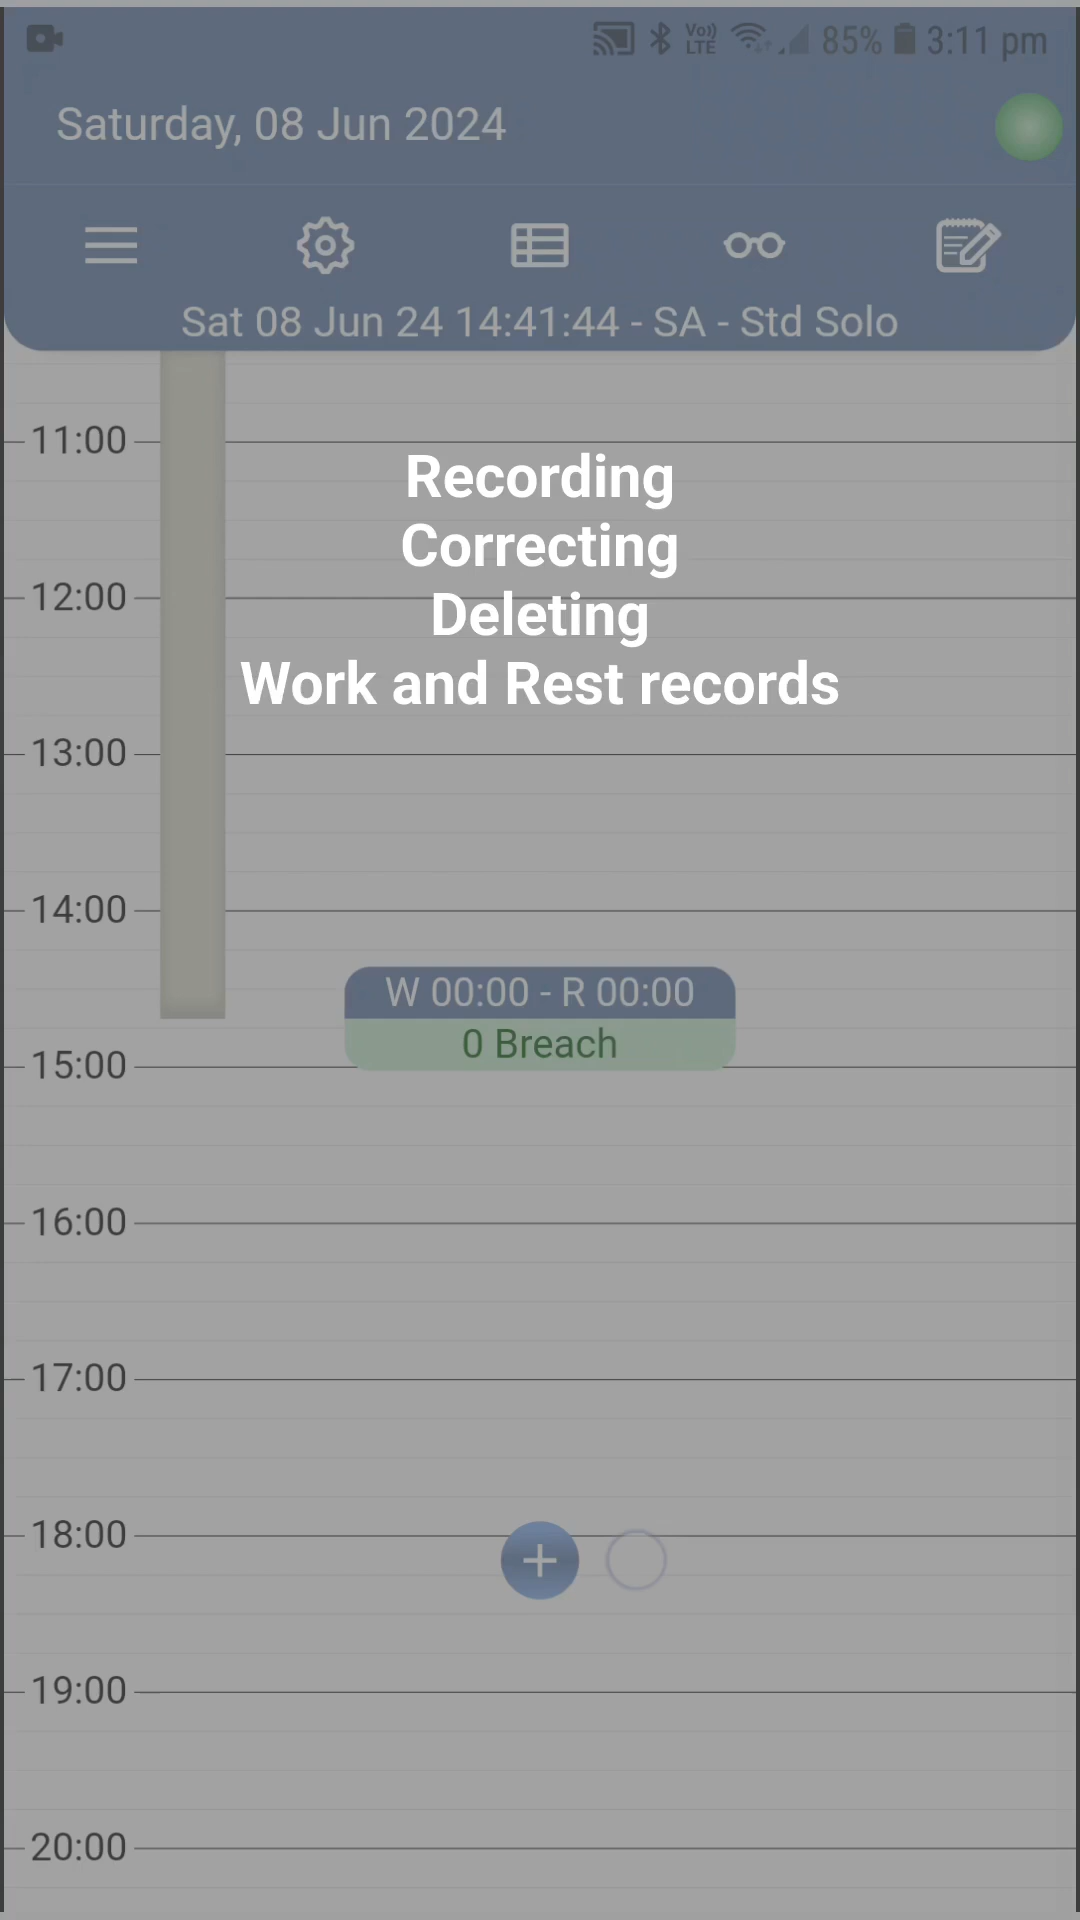 Vo)) LTE 85% 3:11 pm
Saturday, 08 Jun 2024
Sat 08 Jun 24 14:41:44 - SA - Std Solo
11:00
Recording
Correcting
12:00
Deleting
Work and Rest records
13:00
14:00
W 00:00 - R 00:00
0 Breach
15:00
16:00
17:00
18:00
19:00
20:00